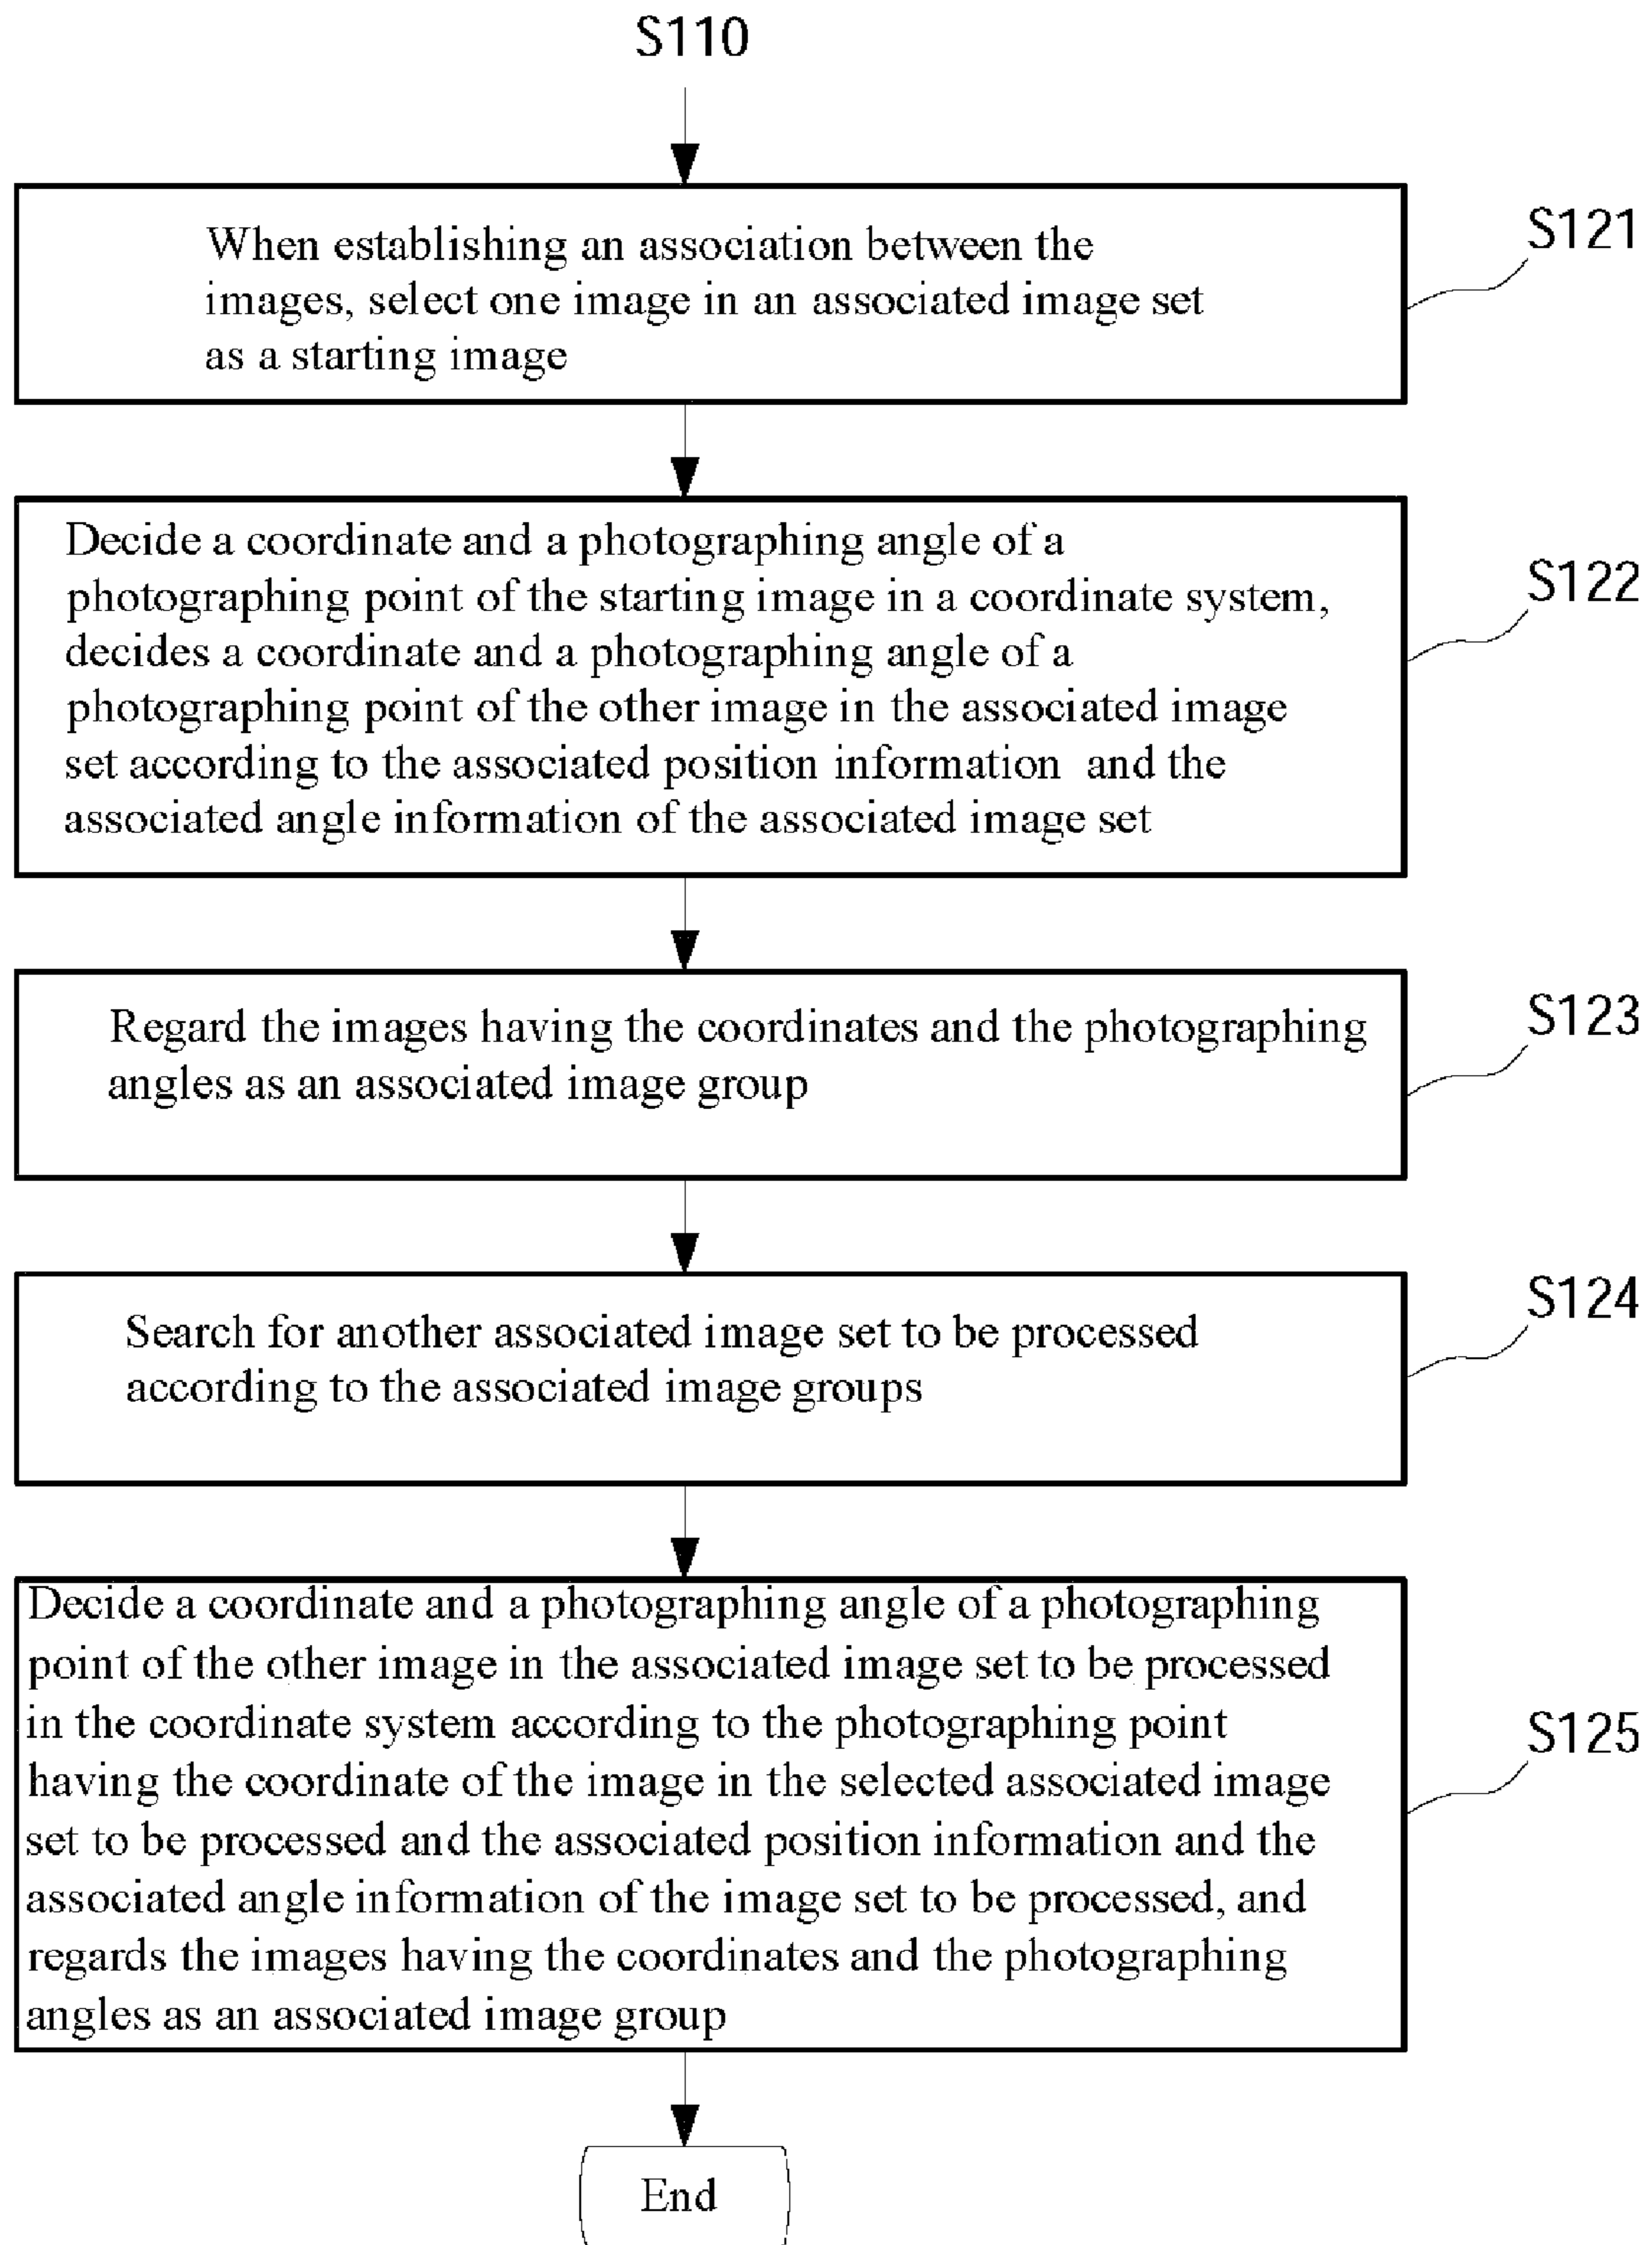 S110
When establishing an association between the
images, select one image in an associated image set
as a starting image
S121
Decide a coordinate and a photographing angle of a
photographing point of the starting image in a coordinate system,
decides a coordinate and a photographing angle of a
photographing point of the other image in the associated image
set according to the associated position information and the
associated angle information of the associated image set
S122
Regard the images having the coordinates and the photographing
angles as an associated image group
S123
Search for another associated image set to be processed
according to the associated image groups
S124
Decide a coordinate and a photographing angle of a photographing
point of the other image in the associated image set to be processed
in the coordinate system according to the photographing point
having the coordinate of the image in the selected associated image
set to be processed and the associated position information and the
associated angle information of the image set to be processed, and
regards the images having the coordinates and the photographing
angles as an associated image group
S125
End